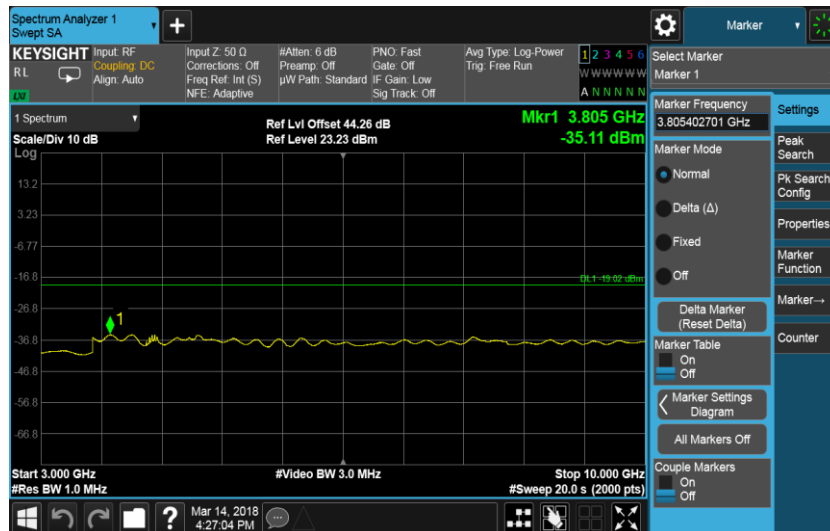 Spectrum Analyzer 1
Swept SA
Marker
KEYSIGHT
RL
Input: RF
Coupling: DC
Align: Auto
Input Z: 50 Ω
Corrections: Off
Freq Ref: Int (S)
NFE: Adaptive
#Atten: 6 dB
Preamp: Off
µW Path: Standard
PNO: Fast
Gate: Off
IF Gain: Low
Sig Track: Off
Avg Type: Log-Power
Trig: Free Run
1 2 3 4 5 6
W W W W W W
A N N N N N
1 Spectrum
Scale/Div 10 dB
Ref Lvl Offset 44.26 dB
Ref Level 23.23 dBm
Mkr1 3.805 GHz
-35.11 dBm
Log
13.2
3.23
-6.77
-16.8
-26.8
-36.8
-46.8
-56.8
-66.8
DL1 -19.02 dBm
1
Start 3.000 GHz
#Res BW 1.0 MHz
#Video BW 3.0 MHz
Stop 10.000 GHz
#Sweep 20.0 s (2000 pts)
Mar 14, 2018
4:27:04 PM
Select Marker
Marker 1
Marker Frequency
3.805402701 GHz
Marker Mode
Normal
Delta (Δ)
Fixed
Off
Delta Marker
(Reset Delta)
Marker Table
On
Off
Marker Settings
Diagram
All Markers Off
Couple Markers
On
Off
Settings
Peak
Search
Pk Search
Config
Properties
Marker
Function
Marker→
Counter